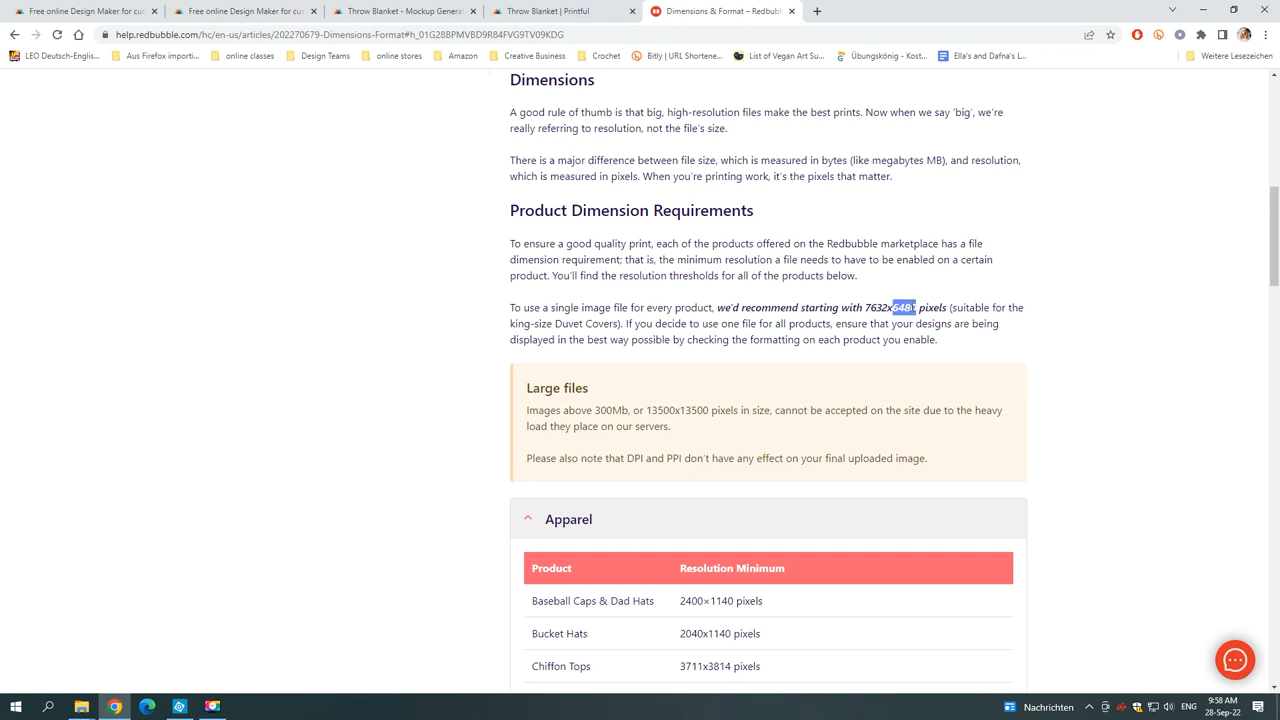 Free online Design Maker for cus
Free online Design Maker for cus
Throw Blanket - Mockup Generat
Throw Blanket | Printful
Dimensions & Format – Redbubbl
help.redbubble.com/hc/en-us/articles/202270679-Dimensions-Format#h_01G28BPMVBD9R84FVG9TV09KDG
LEO Deutsch-Englis...
Aus Firefox importi...
online classes
Design Teams
online stores
Amazon
Creative Business
Crochet
Bitly | URL Shortene...
List of Vegan Art Su...
Übungskönig - Kost...
Ella's and Dafna's L...
Weitere Lesezeichen
Dimensions
A good rule of thumb is that big, high-resolution files make the best prints. Now when we say 'big', we're
really referring to resolution, not the file's size.
There is a major difference between file size, which is measured in bytes (like megabytes MB), and resolution,
which is measured in pixels. When you're printing work, it's the pixels that matter.
Product Dimension Requirements
To ensure a good quality print, each of the products offered on the Redbubble marketplace has a file
dimension requirement; that is, the minimum resolution a file needs to have to be enabled on a certain
product. You'll find the resolution thresholds for all of the products below.
To use a single image file for every product, we'd recommend starting with 7632x6481 pixels (suitable for the
king-size Duvet Covers). If you decide to use one file for all products, ensure that your designs are being
displayed in the best way possible by checking the formatting on each product you enable.
Large files
Images above 300Mb, or 13500x13500 pixels in size, cannot be accepted on the site due to the heavy
load they place on our servers.
Please also note that DPI and PPI don't have any effect on your final uploaded image.
Apparel
Product Resolution Minimum
Baseball Caps & Dad Hats 2400×1140 pixels
Bucket Hats 2040x1140 pixels
Chiffon Tops 3711x3814 pixels
Nachrichten
ENG
9:58 AM
28-Sep-22